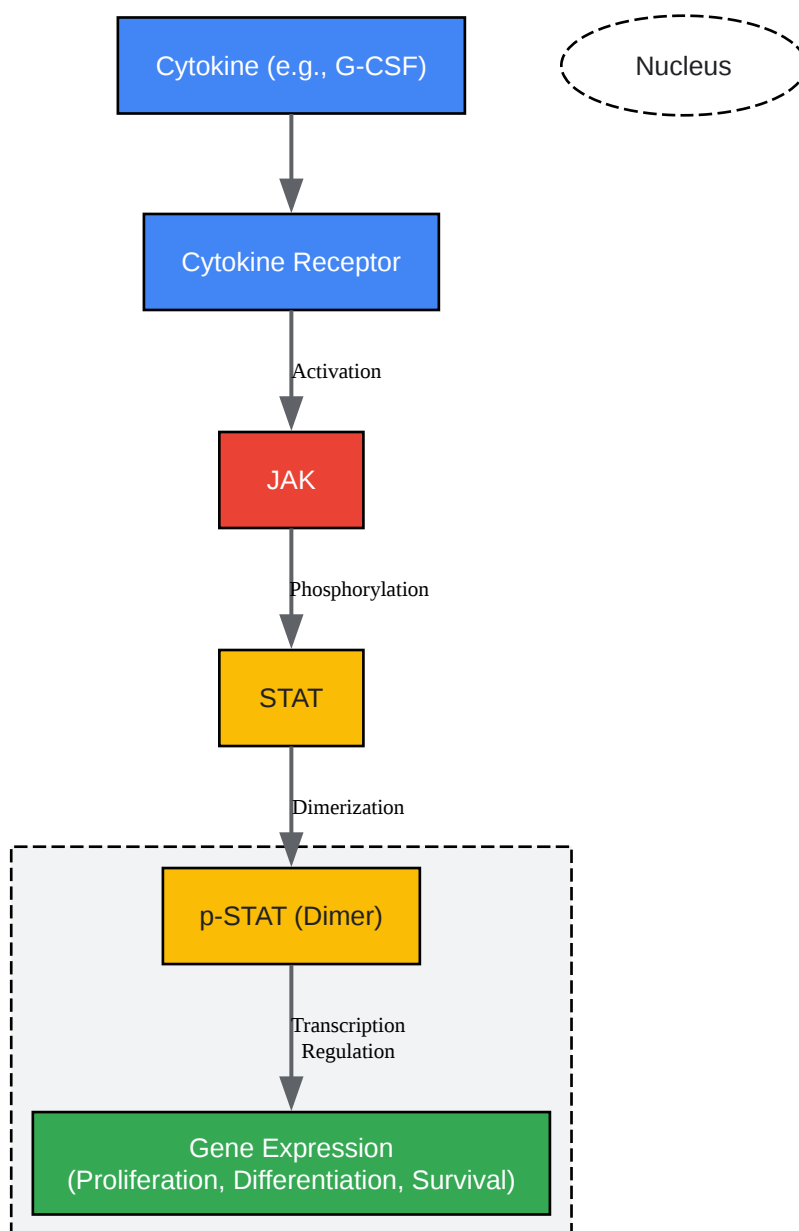 Cytokine (e.g., G-CSF)
Nucleus
Cytokine Receptor
Activation
JAK
Phosphorylation
STAT
Dimerization
p-STAT (Dimer)
Transcription
Regulation
Gene Expression
(Proliferation, Differentiation, Survival)